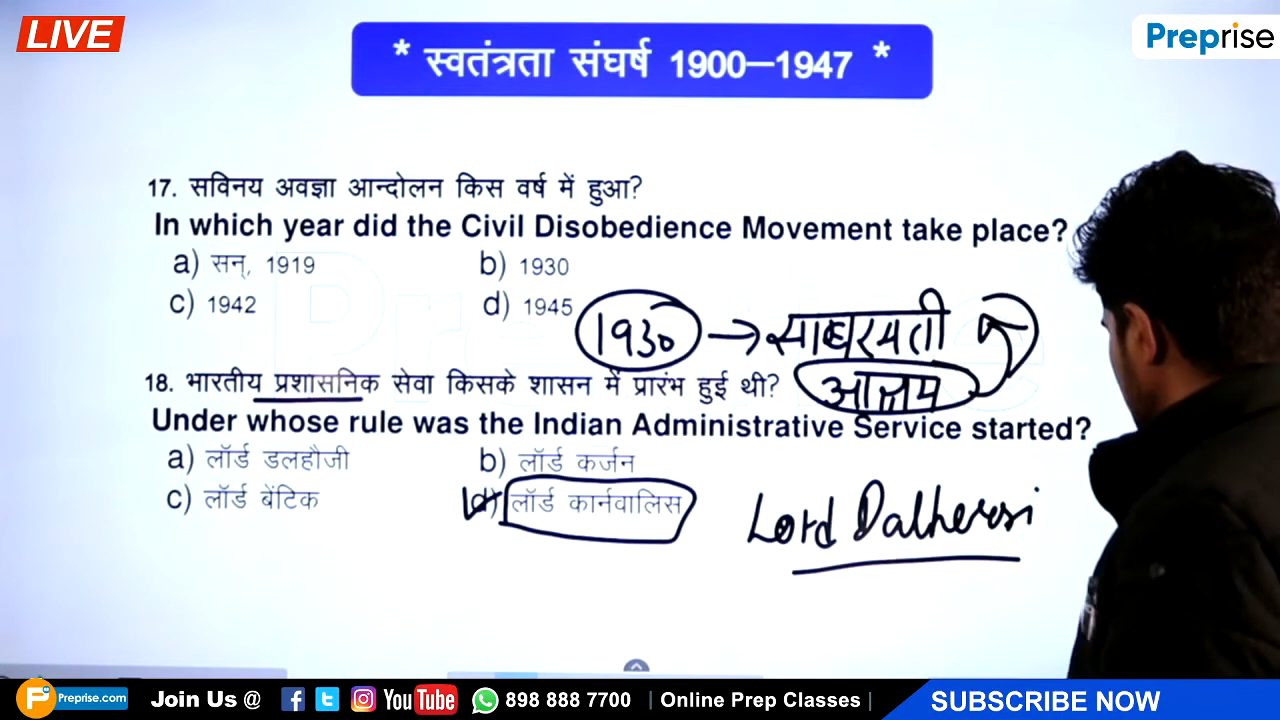 LIVE
* स्वतंत्रता संघर्ष 1900–1947 *
Preprise
17. सविनय अवज्ञा आन्दोलन किस वर्ष में हुआ?
In which year did the Civil Disobedience Movement take place?
a) सन्, 1919 b) 1930
c) 1942 d) 1945
1930 → साबरमती
आश्रम
18. भारतीय प्रशासनिक सेवा किसके शासन में प्रारंभ हुई थी?
Under whose rule was the Indian Administrative Service started?
a) लॉर्ड डलहौजी b) लॉर्ड कर्जन
c) लॉर्ड बेंटिक d) लॉर्ड कार्नवालिस
Lord
Preprise.com Join Us @ f YouTube 898 888 7700 | Online Prep Classes | SUBSCRIBE NOW